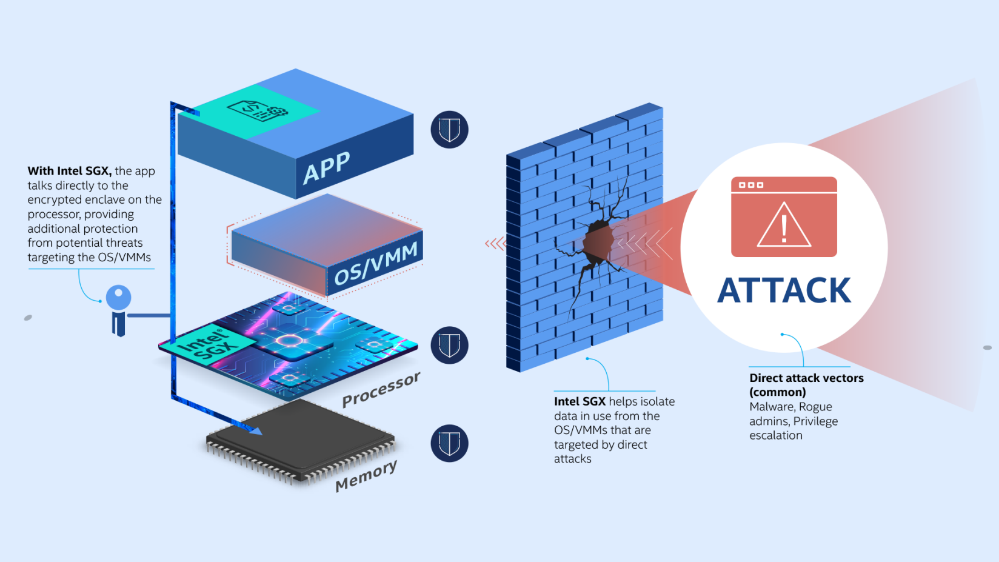 APP
With Intel SGX, the app
talks directly to the
encrypted enclave on the
processor, providing
additional protection
from potential threats
targeting the OS/VMMs
OS/VMM
Intel®
SGX
Processor
Memory
ATTACK
Intel SGX helps isolate
data in use from the
OS/VMMs that are
targeted by direct
attacks
Direct attack vectors
(common)
Malware, Rogue
admins, Privilege
escalation